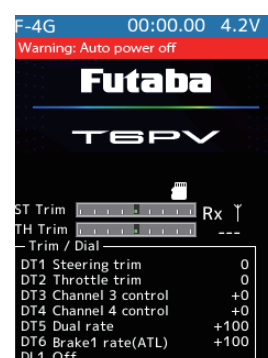 F-4G 00:00.00 4.2V
Warning: Auto power off
Futaba
T6PV
ST Trim Rx
TH Trim ---
Trim / Dial
DT1 Steering trim 0
DT2 Throttle trim 0
DT3 Channel 3 control +0
DT4 Channel 4 control +0
DT5 Dual rate +100
DT6 Brake1 rate(ATL) +100
DL1 Off